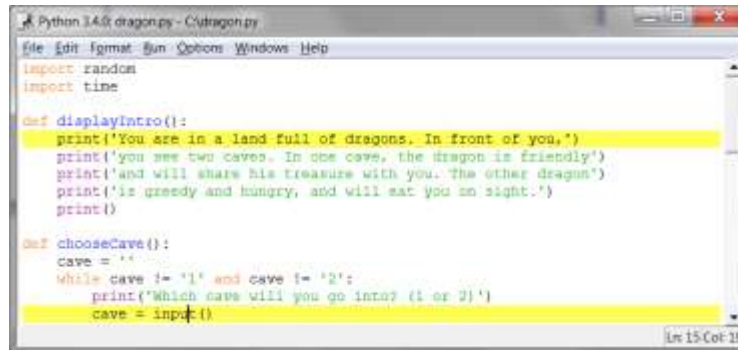 Python 3.4.0: dragon.py - C:\dragon.py
File Edit Format Run Options Windows Help
import random
import time
def displayIntro():
    print('You are in a land full of dragons. In front of you,')
    print('you see two caves. In one cave, the dragon is friendly')
    print('and will share his treasure with you. The other dragon')
    print('is greedy and hungry, and will eat you on sight.')
    print()
def chooseCave():
    cave = ''
    while cave != '1' and cave != '2':
        print('Which cave will you go into? (1 or 2)')
        cave = input()
Ln: 15 Col: